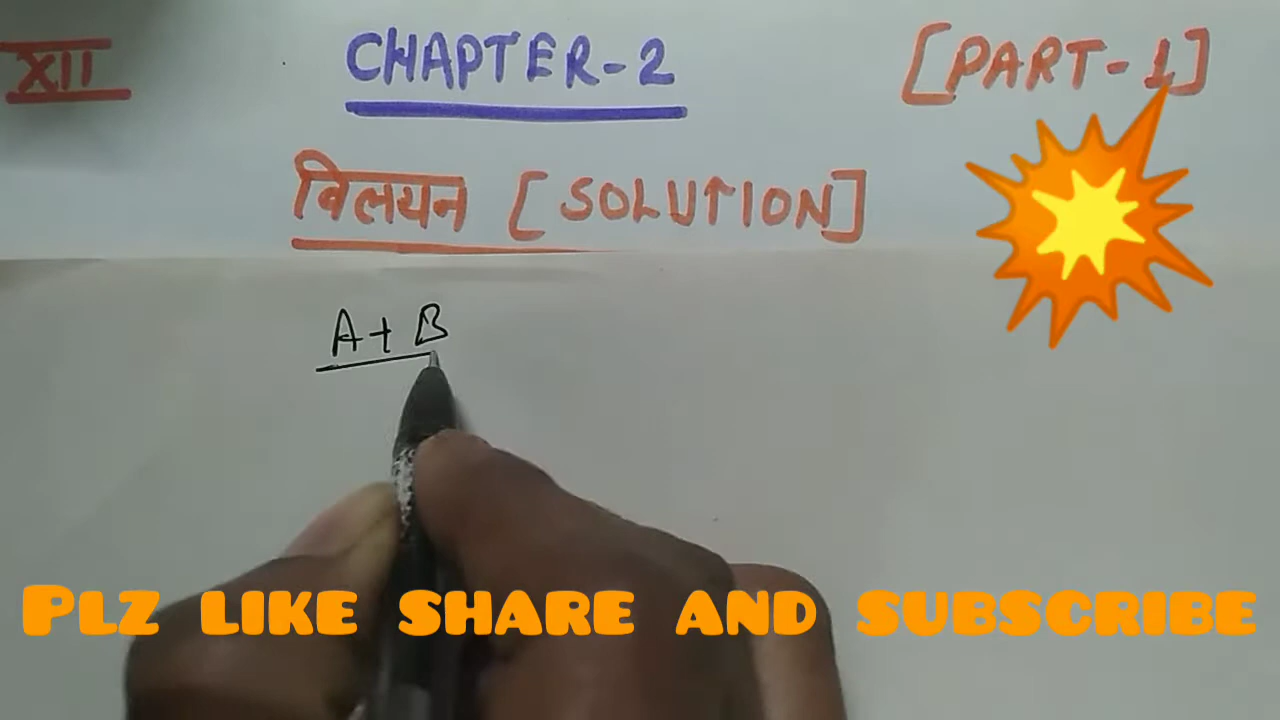 XII CHAPTER-2 [PART-1]
विलयन [SOLUTION]
A+B
PLZ LIKE SHARE AND SUBSCRIBE